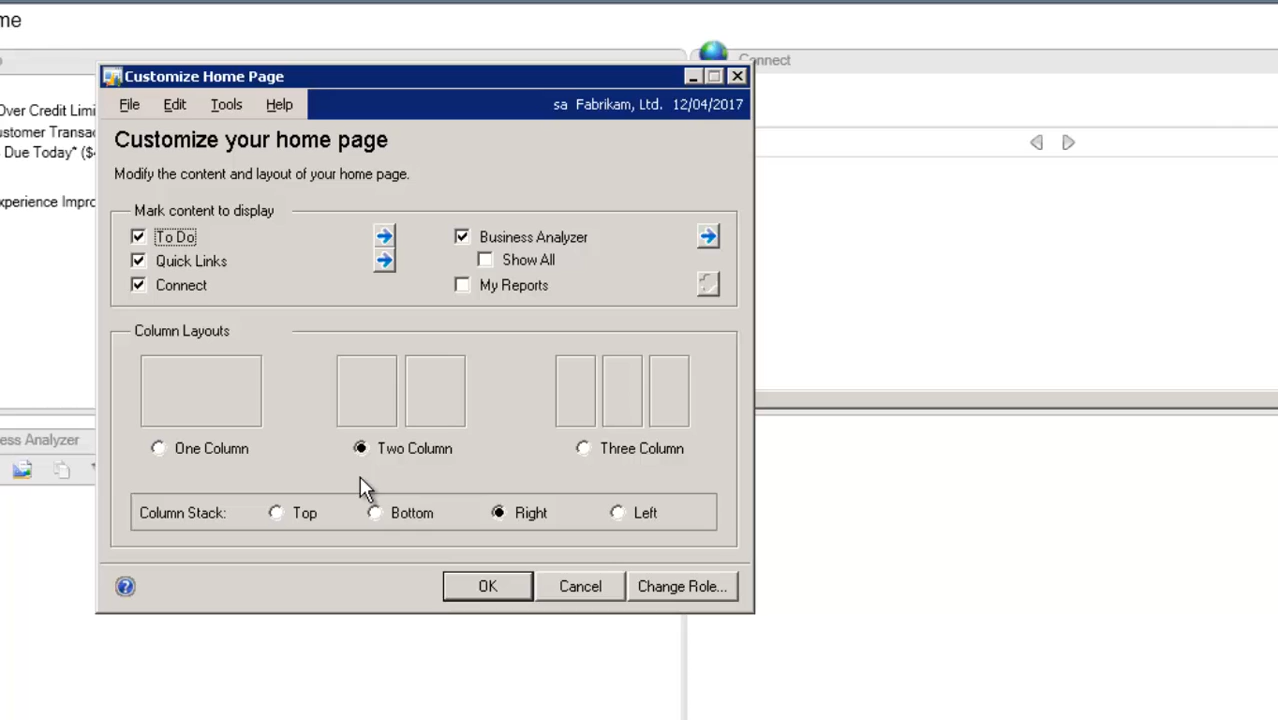 me
Connect
Over Credit Limi
ustomer Transac
Due Today* ($4
xperience Impro
ess Analyzer
Customize Home Page
File Edit Tools Help sa Fabrikam, Ltd. 12/04/2017
Customize your home page
Modify the content and layout of your home page.
Mark content to display
To Do Business Analyzer
Quick Links Show All
Connect My Reports
Column Layouts
One Column Two Column Three Column
Column Stack: Top Bottom Right Left
OK Cancel Change Role...